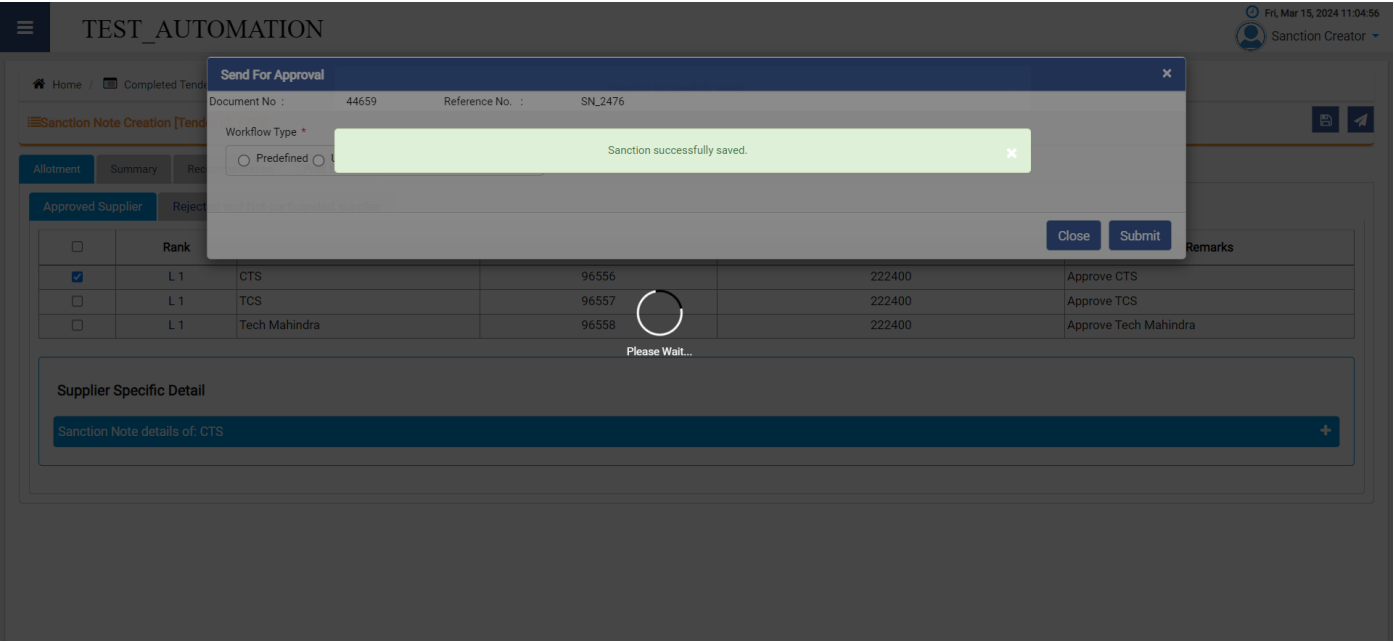 Fri, Mar 15, 2024 11:04:56
TEST_AUTOMATION
Sanction Creator
Send For Approval
Home / Completed Tende
Document No : 44659 Reference No. : SN_2476
Sanction Note Creation [Tend
Workflow Type *
Sanction successfully saved.
Predefined
Allotment Summary Rec
Approved Supplier Reject
Close Submit
Rank Remarks
L 1 CTS 96556 222400 Approve CTS
L 1 TCS 96557 222400 Approve TCS
L 1 Tech Mahindra 96558 222400 Approve Tech Mahindra
Please Wait...
Supplier Specific Detail
Sanction Note details of: CTS